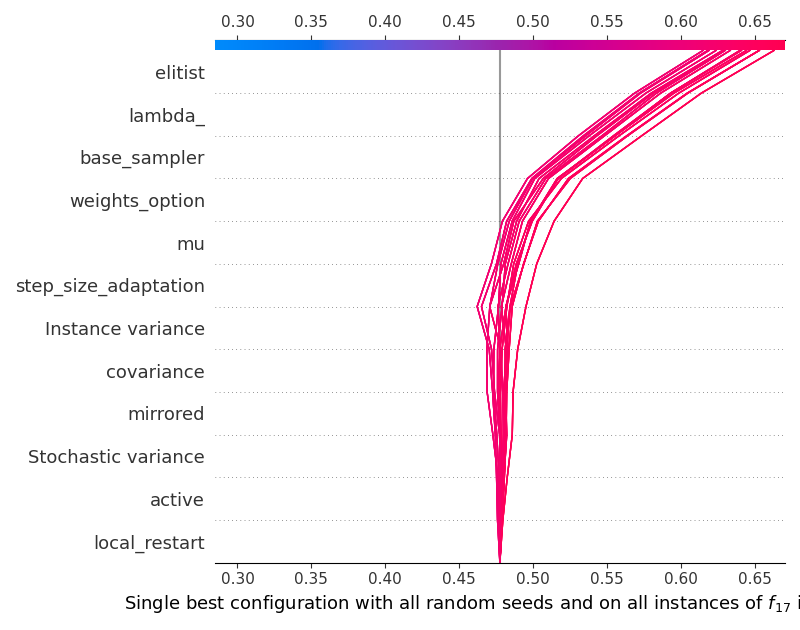 0.30 0.35 0.40 0.45 0.50 0.55 0.60 0.65
elitist
lambda_
base_sampler
weights_option
mu
step_size_adaptation
Instance variance
covariance
mirrored
Stochastic variance
active
local_restart
0.30 0.35 0.40 0.45 0.50 0.55 0.60 0.65
Single best configuration with all random seeds and on all instances of f17 i